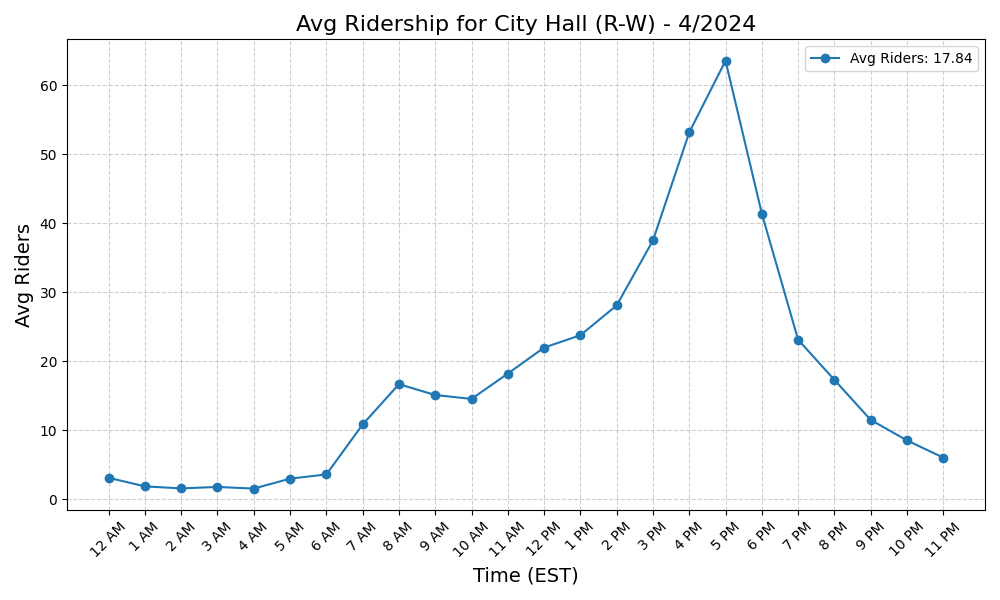 Avg Ridership for City Hall (R-W) - 4/2024
Avg Riders: 17.84
Avg Riders
60
50
40
30
20
10
0
12 AM
1 AM
2 AM
3 AM
4 AM
5 AM
6 AM
7 AM
8 AM
9 AM
10 AM
11 AM
12 PM
1 PM
2 PM
3 PM
4 PM
5 PM
6 PM
7 PM
8 PM
9 PM
10 PM
11 PM
Time (EST)